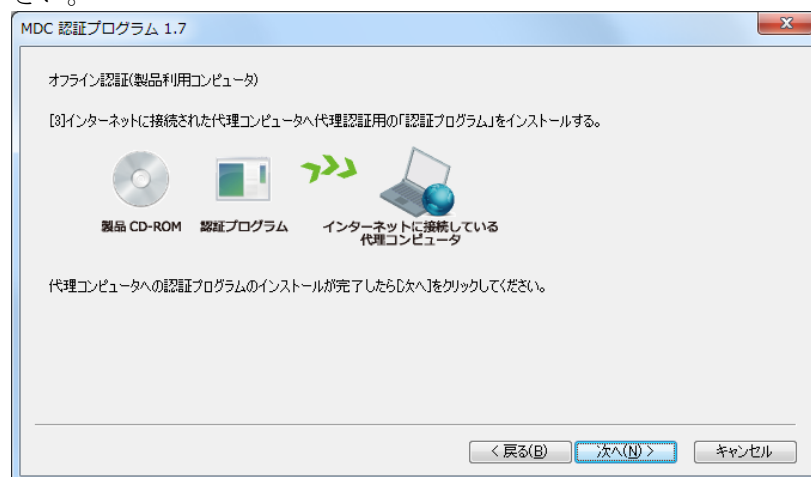 さい。
MDC 認証プログラム 1.7
オフライン認証(製品利用コンピュータ)
[3]インターネットに接続された代理コンピュータへ代理認証用の「認証プログラム」をインストールする。
製品 CD-ROM 認証プログラム インターネットに接続している
代理コンピュータ
代理コンピュータへの認証プログラムのインストールが完了したら[次へ]をクリックしてください。
< 戻る(B) 次へ(N) > キャンセル